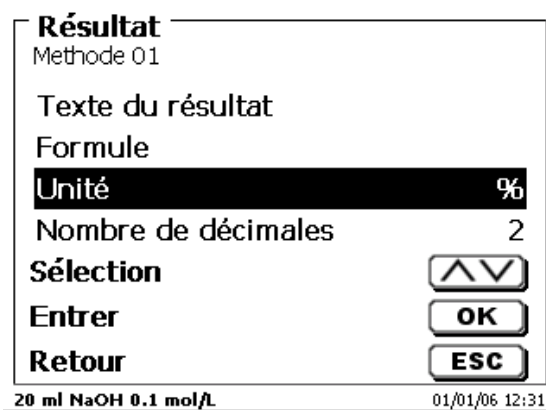 Résultat
Methode 01
Texte du résultat
Formule
Unité %
Nombre de décimales 2
Sélection
Entrer OK
Retour ESC
20 ml NaOH 0.1 mol/L 01/01/06 12:31